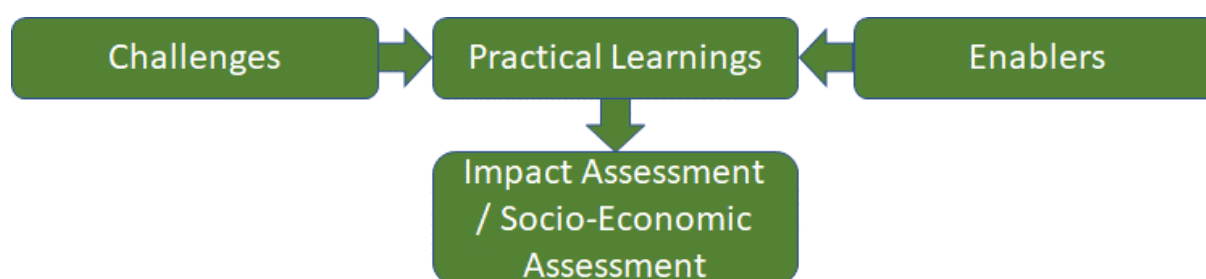 Challenges
Practical Learnings
Enablers
Impact Assessment
/ Socio-Economic
Assessment